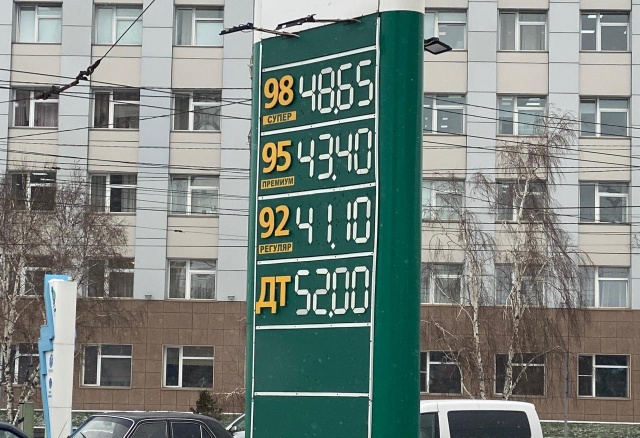 98 48.65
СУПЕР
95 43.40
ПРЕМИУМ
92 41.10
РЕГУЛЯР
ДТ 52.00